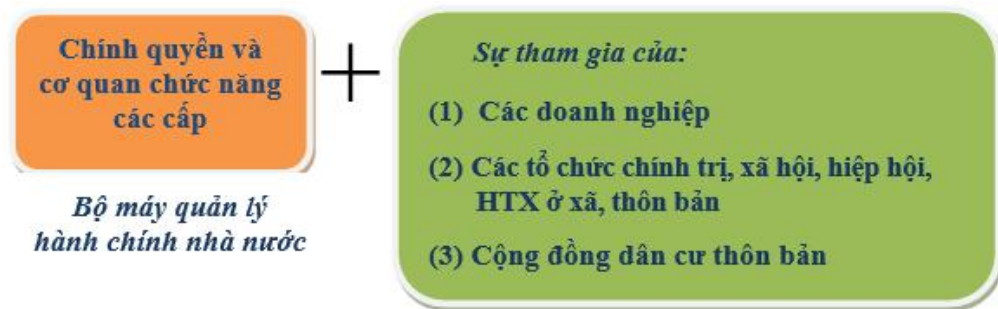 Chính quyền và
cơ quan chức năng
các cấp
Bộ máy quản lý
hành chính nhà nước
+
Sự tham gia của:
(1) Các doanh nghiệp
(2) Các tổ chức chính trị, xã hội, hiệp hội,
HTX ở xã, thôn bản
(3) Cộng đồng dân cư thôn bản